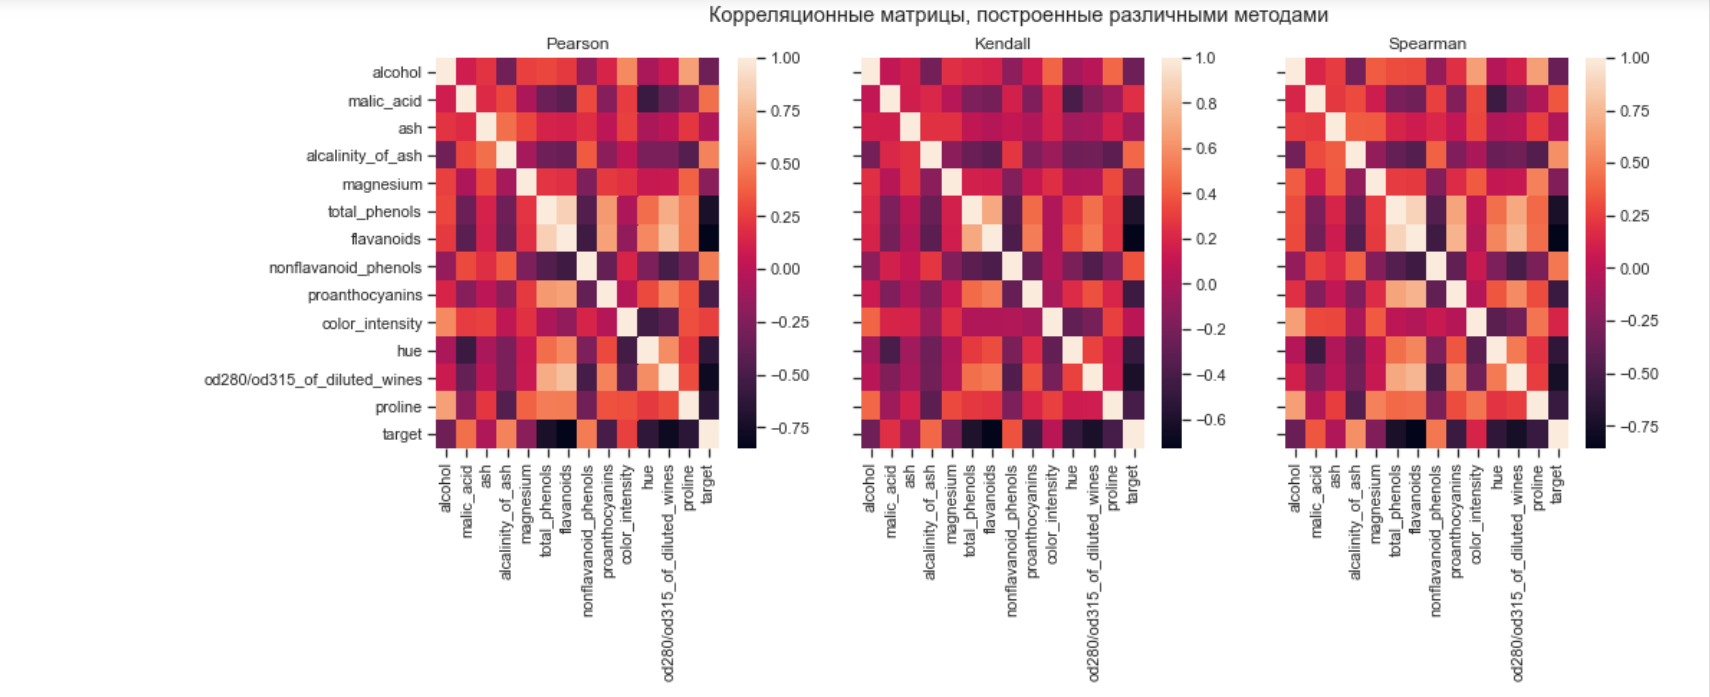 Корреляционные матрицы, построенные различными методами
Pearson
Kendall
Spearman
alcohol
malic_acid
ash
alcalinity_of_ash
magnesium
total_phenols
flavanoids
nonflavanoid_phenols
proanthocyanins
color_intensity
hue
od280/od315_of_diluted_wines
proline
target
1.00
0.75
0.50
0.25
0.00
−0.25
−0.50
−0.75
1.0
0.8
0.6
0.4
0.2
0.0
−0.2
−0.4
−0.6
1.00
0.75
0.50
0.25
0.00
−0.25
−0.50
−0.75
alcohol
malic_acid
ash
alcalinity_of_ash
magnesium
total_phenols
flavanoids
nonflavanoid_phenols
proanthocyanins
color_intensity
hue
od280/od315_of_diluted_wines
proline
target
alcohol
malic_acid
ash
alcalinity_of_ash
magnesium
total_phenols
flavanoids
nonflavanoid_phenols
proanthocyanins
color_intensity
hue
od280/od315_of_diluted_wines
proline
target
alcohol
malic_acid
ash
alcalinity_of_ash
magnesium
total_phenols
flavanoids
nonflavanoid_phenols
proanthocyanins
color_intensity
hue
od280/od315_of_diluted_wines
proline
target